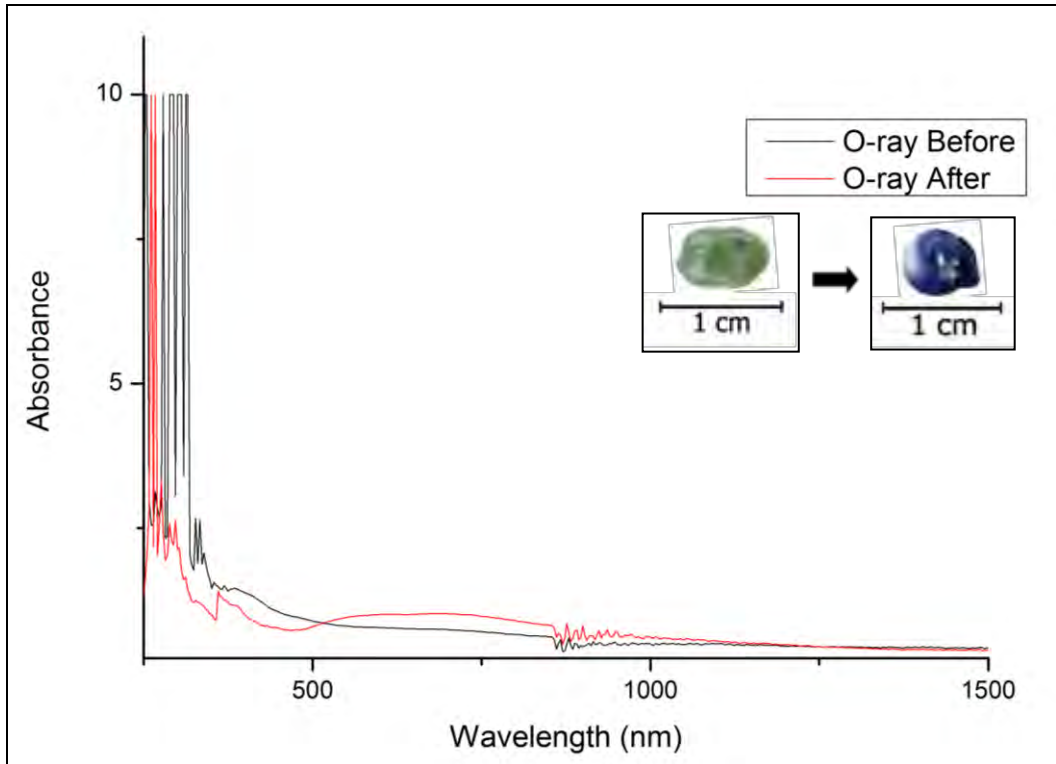 10
5
Absorbance
O-ray Before
O-ray After
1 cm
1 cm
500
1000
1500
Wavelength (nm)